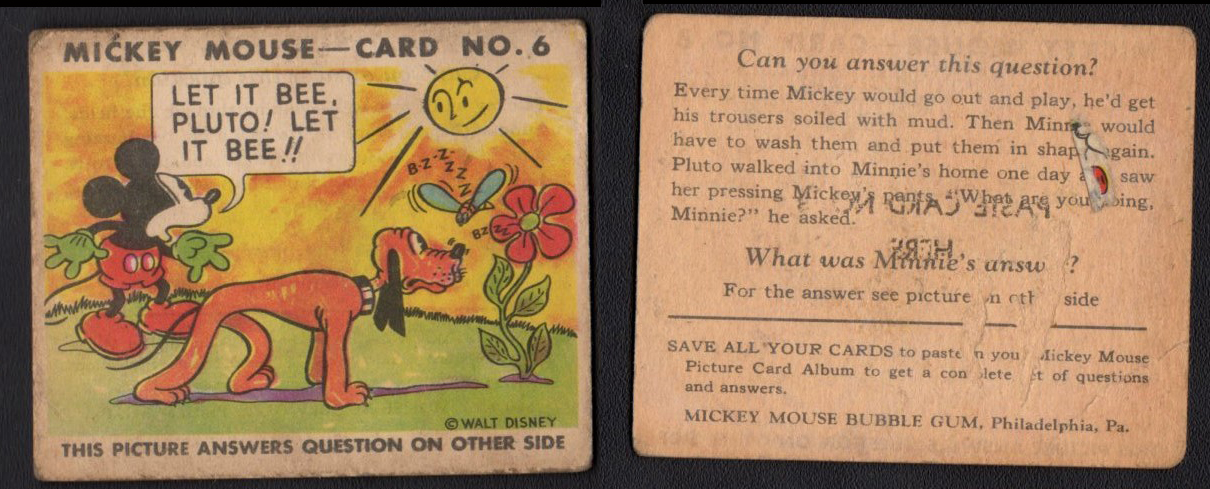 MICKEY MOUSE—CARD NO. 6
LET IT BEE,
PLUTO! LET
IT BEE!!
B-Z-Z-
Z Z
Z
BZ
©WALT DISNEY
THIS PICTURE ANSWERS QUESTION ON OTHER SIDE
Can you answer this question?
Every time Mickey would go out and play, he'd get
his trousers soiled with mud. Then would
have to wash them and put them in
Pluto walked into Minnie's home one day saw
her pressing Mickey's pants. "What are you
Minnie?" he asked.
PASTE CARD
HERE
What was Minnie's ?
For the answer see picture side
SAVE ALL YOUR CARDS to Mickey Mouse
Picture Card Album to get a of questions
and answers.
MICKEY MOUSE BUBBLE GUM, Philadelphia, Pa.